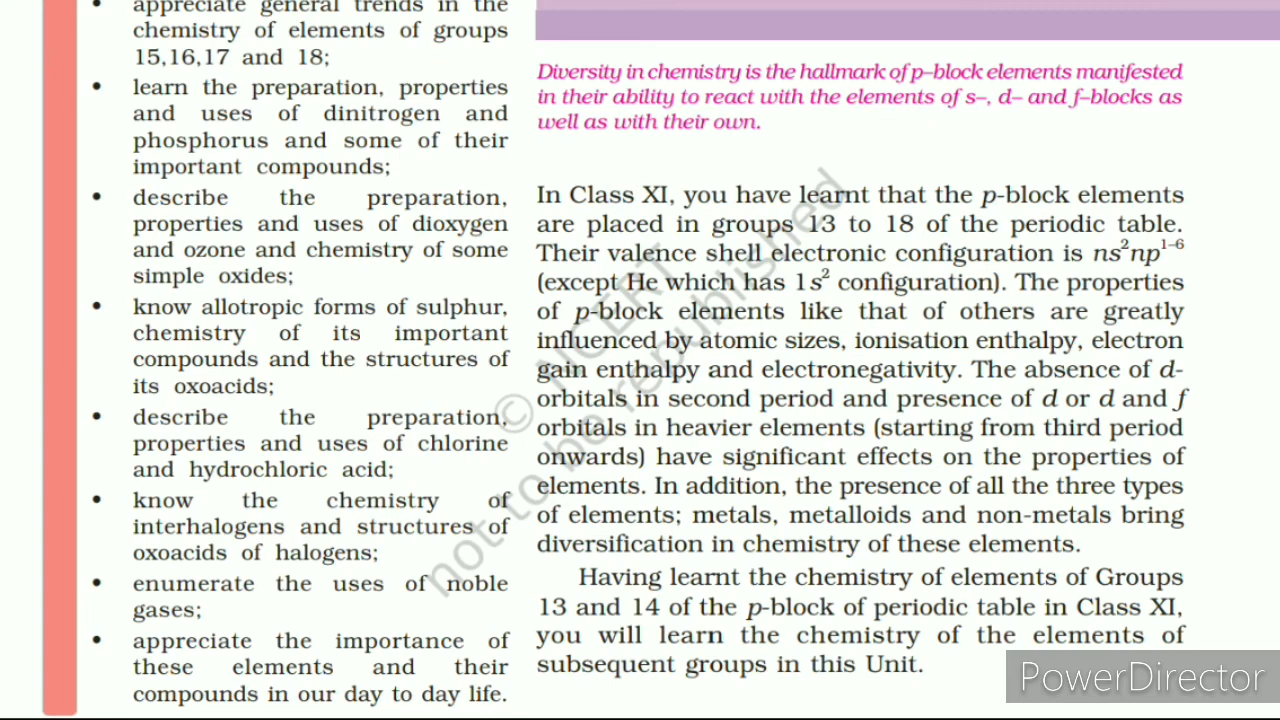 • appreciate general trends in the
chemistry of elements of groups
15,16,17 and 18;
• learn the preparation, properties
and uses of dinitrogen and
phosphorus and some of their
important compounds;
• describe the preparation,
properties and uses of dioxygen
and ozone and chemistry of some
simple oxides;
• know allotropic forms of sulphur,
chemistry of its important
compounds and the structures of
its oxoacids;
• describe the preparation,
properties and uses of chlorine
and hydrochloric acid;
• know the chemistry of
interhalogens and structures of
oxoacids of halogens;
• enumerate the uses of noble
gases;
• appreciate the importance of
these elements and their
compounds in our day to day life.
Diversity in chemistry is the hallmark of p–block elements manifested
in their ability to react with the elements of s–, d– and f–blocks as
well as with their own.
In Class XI, you have learnt that the p-block elements
are placed in groups 13 to 18 of the periodic table.
Their valence shell electronic configuration is ns²np¹⁻⁶
(except He which has 1s² configuration). The properties
of p-block elements like that of others are greatly
influenced by atomic sizes, ionisation enthalpy, electron
gain enthalpy and electronegativity. The absence of d-
orbitals in second period and presence of d or d and f
orbitals in heavier elements (starting from third period
onwards) have significant effects on the properties of
elements. In addition, the presence of all the three types
of elements; metals, metalloids and non-metals bring
diversification in chemistry of these elements.
Having learnt the chemistry of elements of Groups
13 and 14 of the p-block of periodic table in Class XI,
you will learn the chemistry of the elements of
subsequent groups in this Unit.
© NCERT
not to be republished
PowerDirector